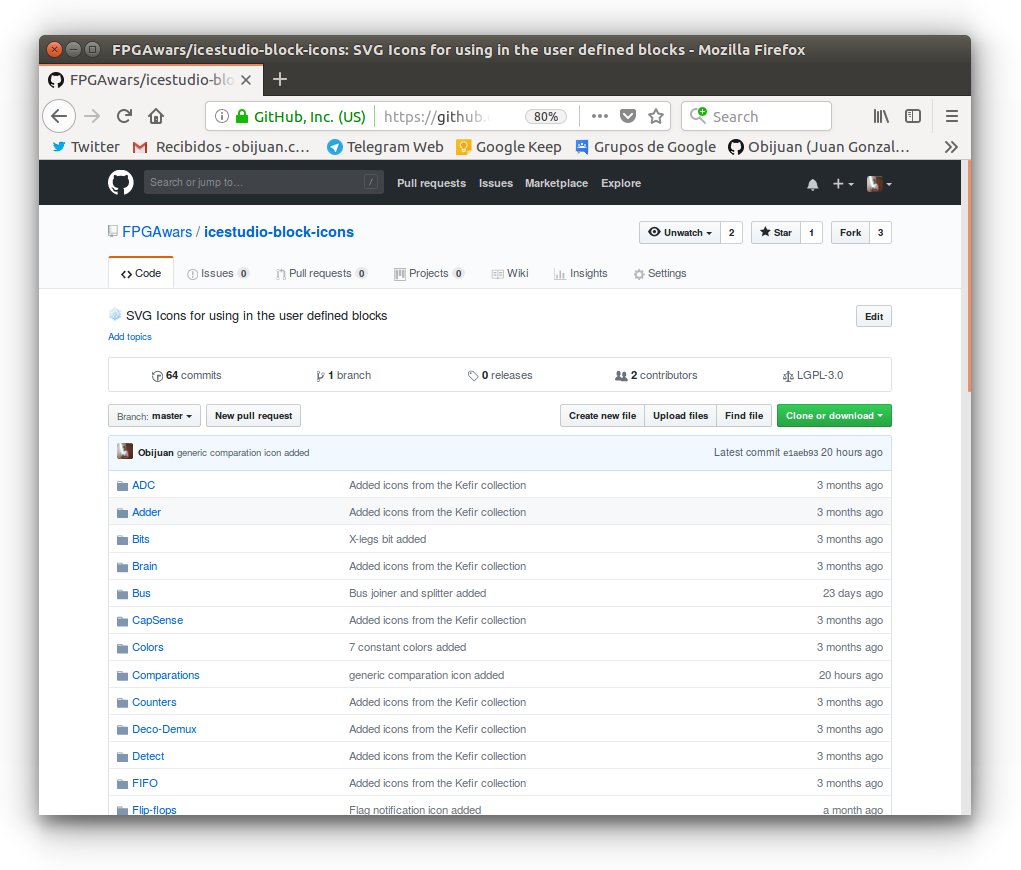 FPGAwars/icestudio-block-icons: SVG Icons for using in the user defined blocks - Mozilla Firefox
FPGAwars/icestudio-blo
GitHub, Inc. (US) https://github. 80% Search
Twitter Recibidos - obijuan.c... Telegram Web Google Keep Grupos de Google Obijuan (Juan Gonzal...
Search or jump to... / Pull requests Issues Marketplace Explore
FPGAwars / icestudio-block-icons Unwatch 2 Star 1 Fork 3
Code Issues 0 Pull requests 0 Projects 0 Wiki Insights Settings
SVG Icons for using in the user defined blocks Edit
Add topics
64 commits 1 branch 0 releases 2 contributors LGPL-3.0
Branch: master New pull request Create new file Upload files Find file Clone or download
Obijuan generic comparation icon added Latest commit e1aeb93 20 hours ago
ADC Added icons from the Kefir collection 3 months ago
Adder Added icons from the Kefir collection 3 months ago
Bits X-legs bit added 3 months ago
Brain Added icons from the Kefir collection 3 months ago
Bus Bus joiner and splitter added 23 days ago
CapSense Added icons from the Kefir collection 3 months ago
Colors 7 constant colors added 3 months ago
Comparations generic comparation icon added 20 hours ago
Counters Added icons from the Kefir collection 3 months ago
Deco-Demux Added icons from the Kefir collection 3 months ago
Detect Added icons from the Kefir collection 3 months ago
FIFO Added icons from the Kefir collection 3 months ago
Flip-flops Flag notification icon added a month ago